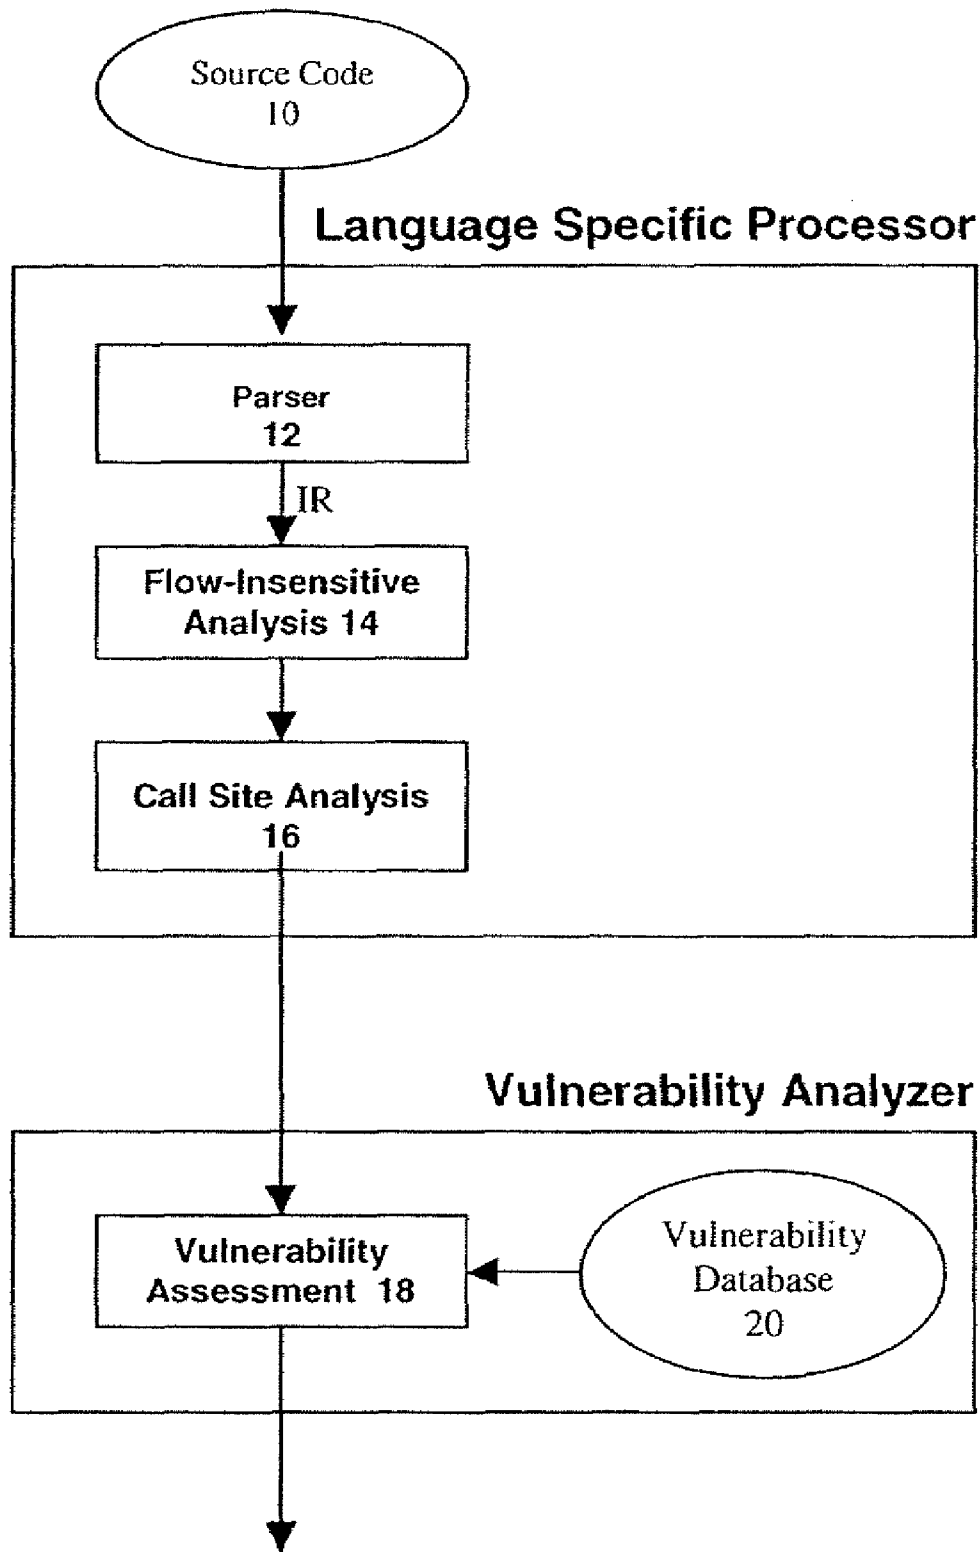 Source Code
10
Language Specific Processor
Parser
12
IR
Flow-Insensitive
Analysis 14
Call Site Analysis
16
Vulnerability Analyzer
Vulnerability
Assessment 18
Vulnerability
Database
20